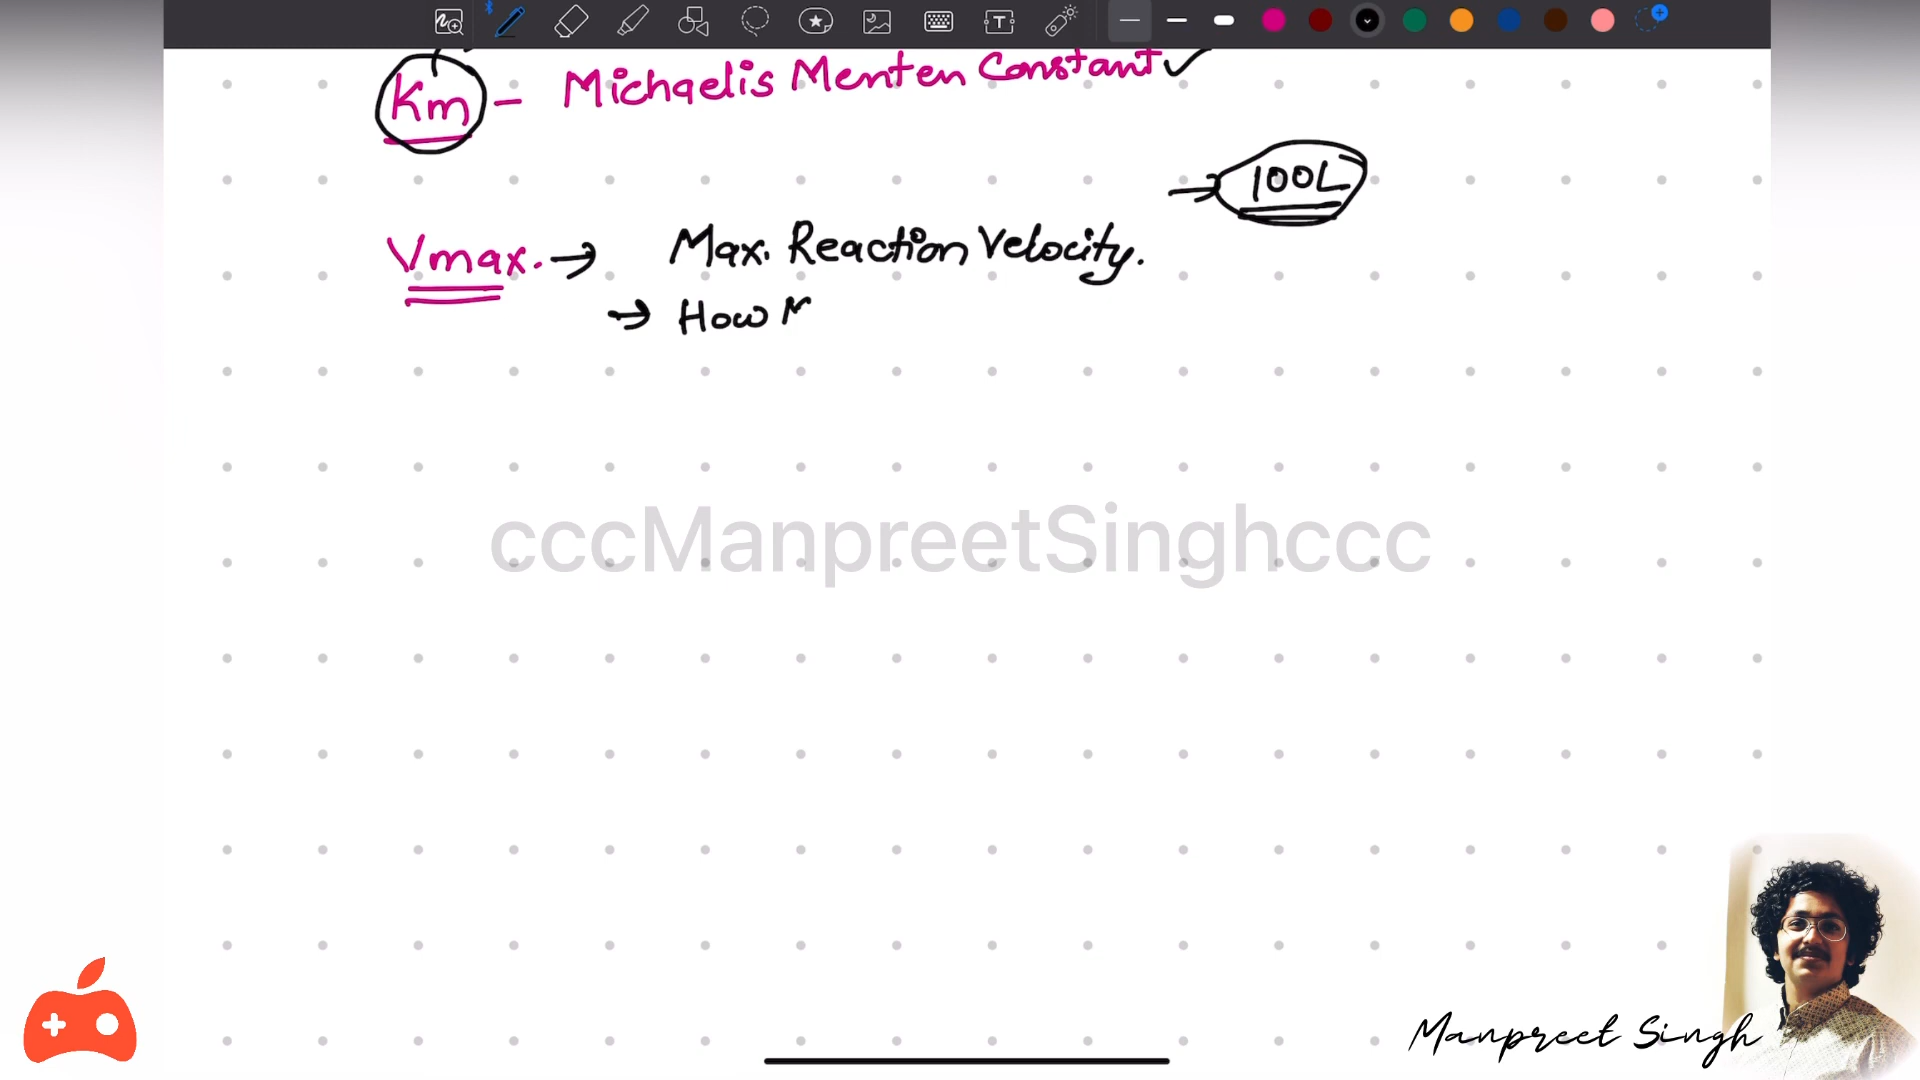 Km - Michaelis Menten Constant ✓
→ 100L
Vmax. → Max. Reaction Velocity.
→ How M
cccManpreetSinghccc
Manpreet Singh